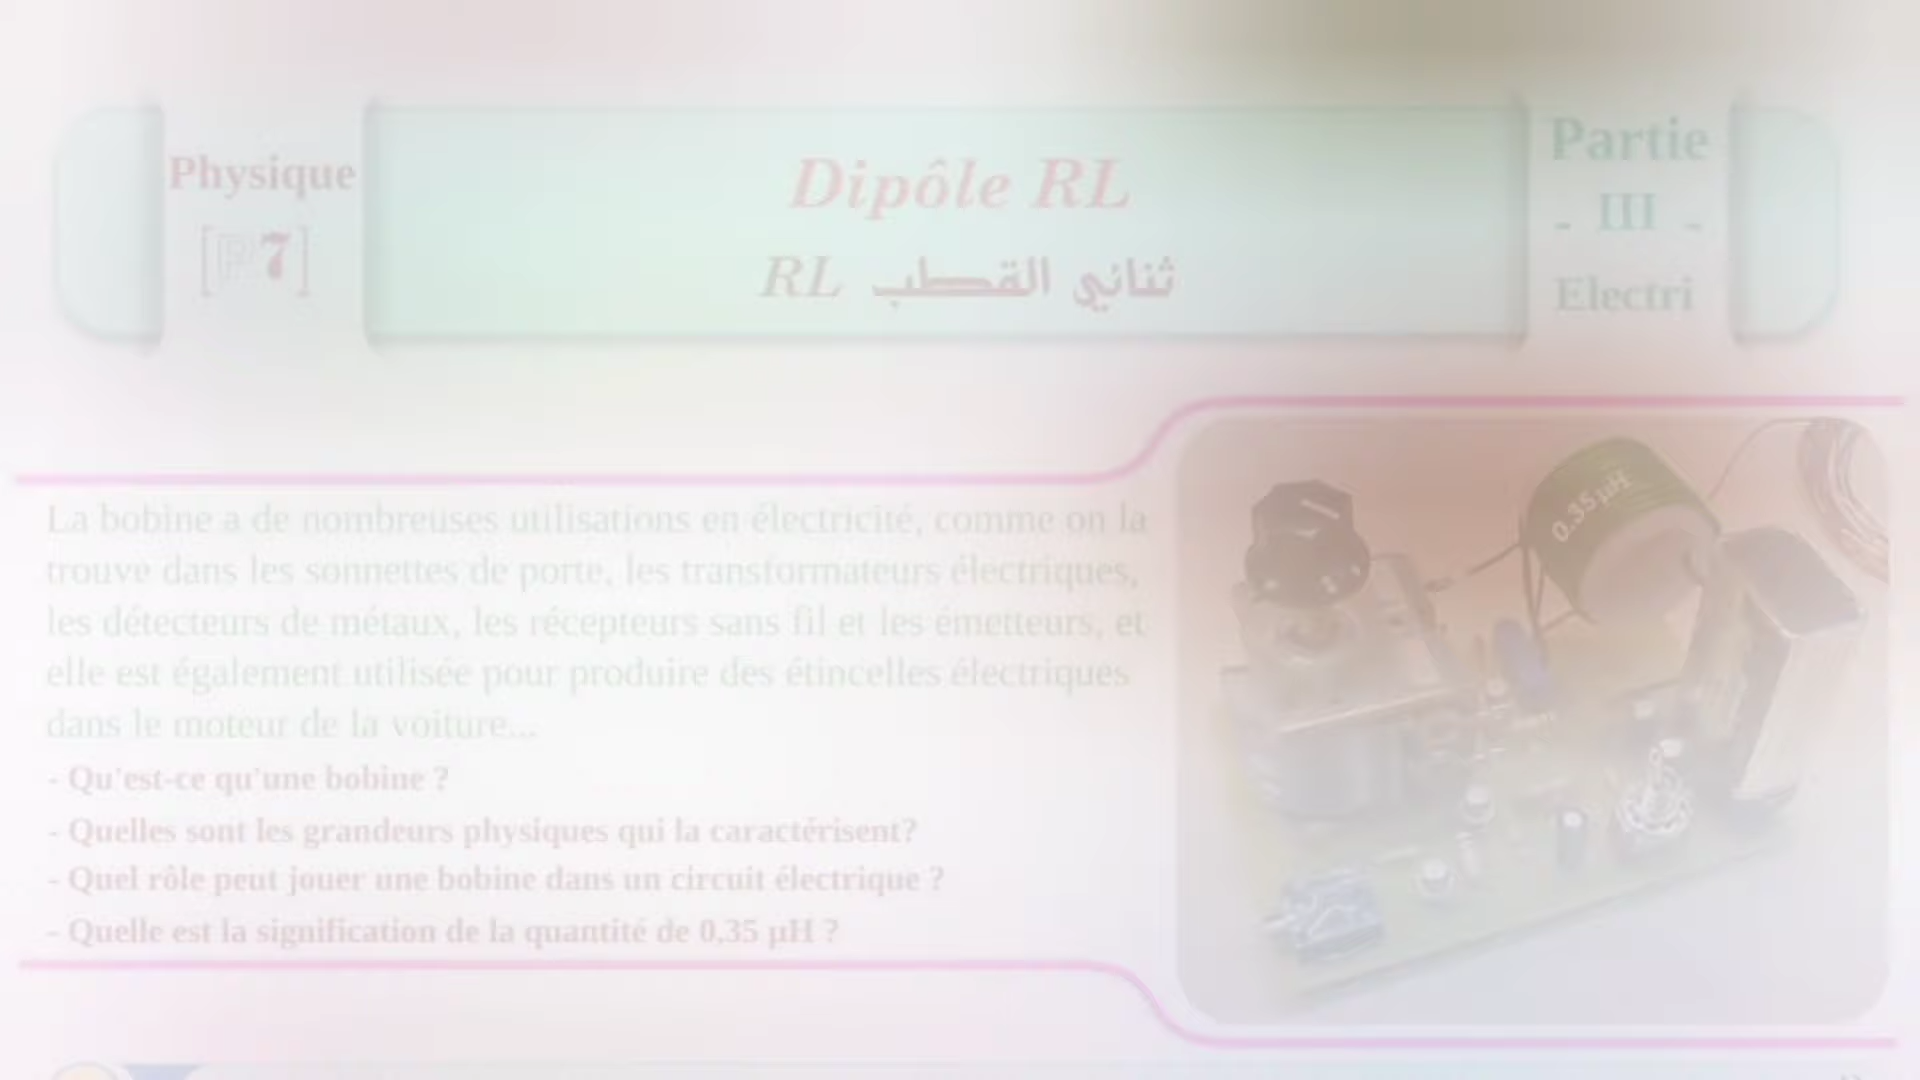 Physique
[7]
Dipôle RL
ثنائي القطب RL
Partie
- III -
Electri
La bobine a de nombreuses utilisations en électricité, comme on la
trouve dans les sonnettes de porte, les transformateurs électriques,
les détecteurs de métaux, les récepteurs sans fil et les émetteurs, et
elle est également utilisée pour produire des étincelles électriques
dans le moteur de la voiture...
- Qu'est-ce qu'une bobine ?
- Quelles sont les grandeurs physiques qui la caractérisent?
- Quel rôle peut jouer une bobine dans un circuit électrique ?
- Quelle est la signification de la quantité de 0,35 µH ?
0.35µH